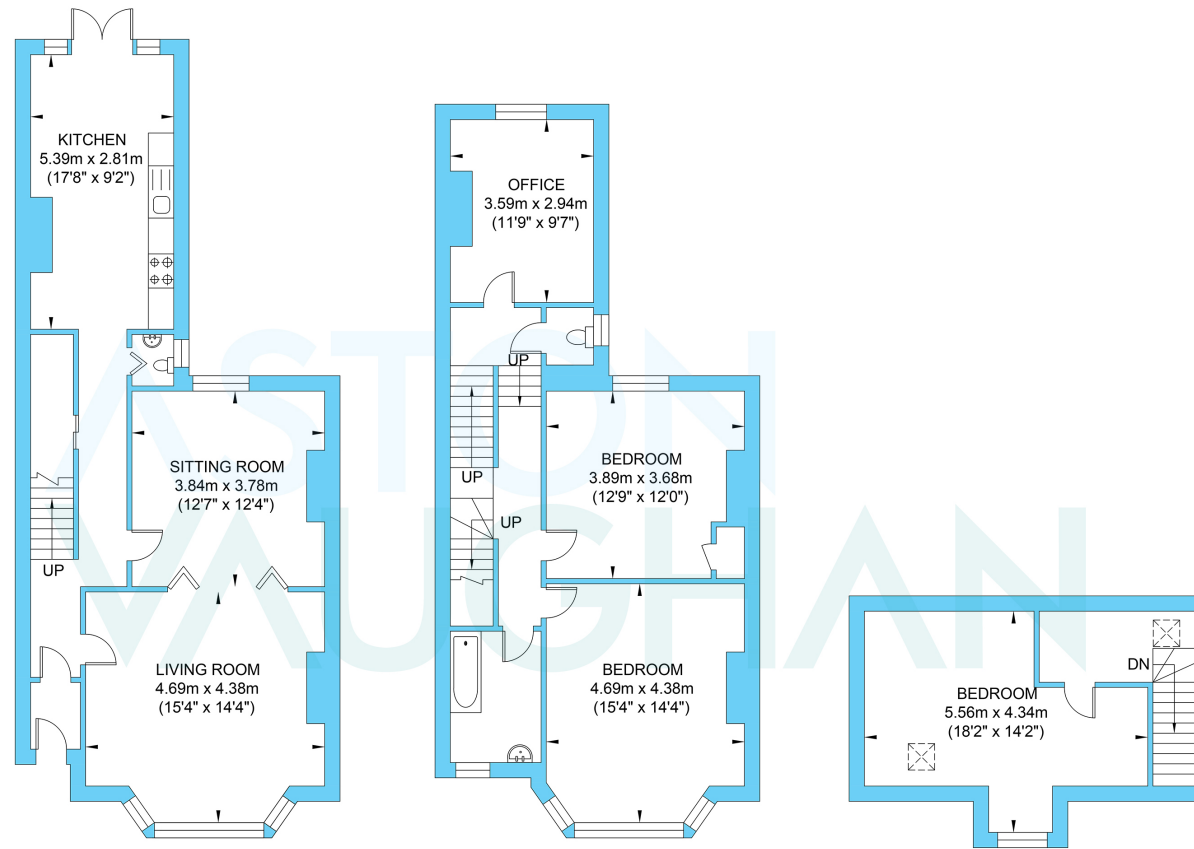 KITCHEN
5.39m x 2.81m
(17'8" x 9'2")
SITTING ROOM
3.84m x 3.78m
(12'7" x 12'4")
UP
LIVING ROOM
4.69m x 4.38m
(15'4" x 14'4")
OFFICE
3.59m x 2.94m
(11'9" x 9'7")
UP
UP
UP
BEDROOM
3.89m x 3.68m
(12'9" x 12'0")
BEDROOM
4.69m x 4.38m
(15'4" x 14'4")
DN
BEDROOM
5.56m x 4.34m
(18'2" x 14'2")
ASTON
VAUGHAN